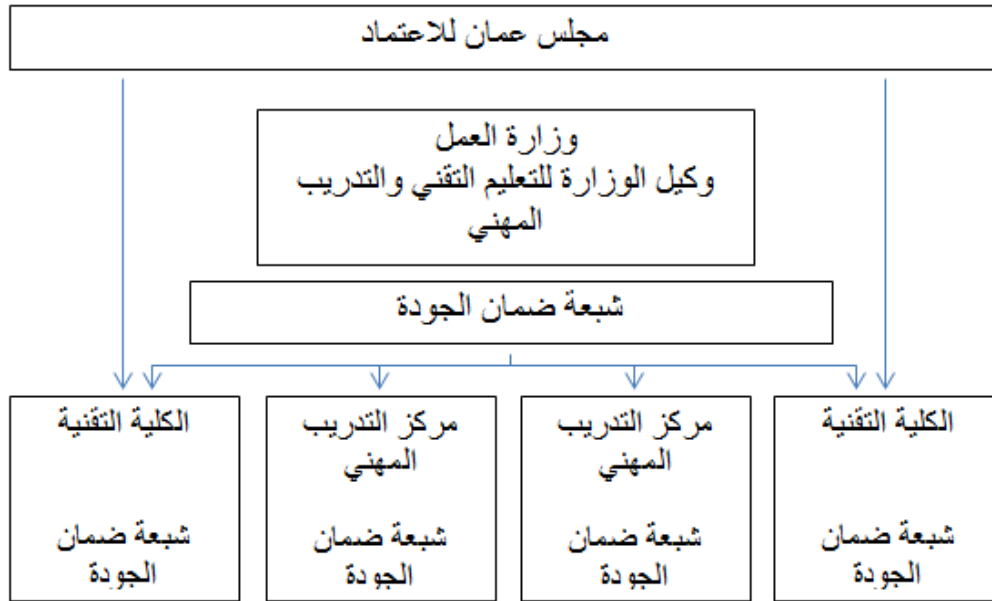 مجلس عمان للاعتماد
وزارة العمل
وكيل الوزارة للتعليم التقني والتدريب
المهني
شبعة ضمان الجودة
الكلية التقنية
مركز التدريب
المهني
مركز التدريب
المهني
الكلية التقنية
شبعة ضمان
الجودة
شبعة ضمان
الجودة
شبعة ضمان
الجودة
شبعة ضمان
الجودة